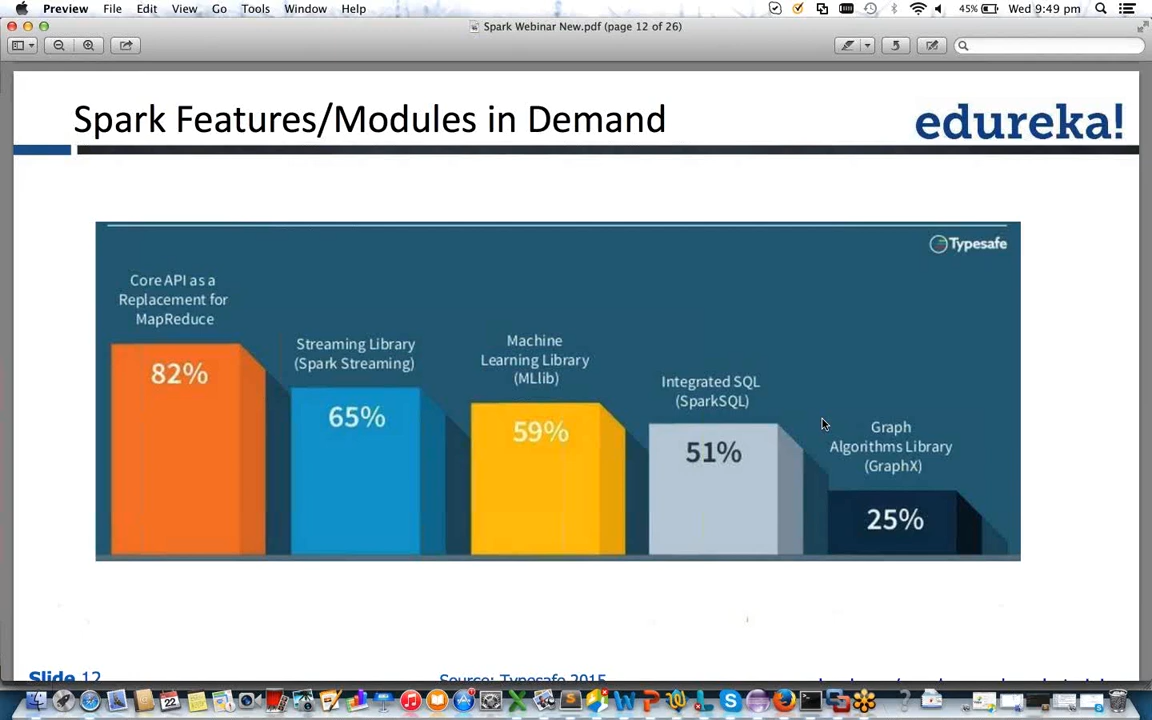 Preview File Edit View Go Tools Window Help
45% Wed 9:49 pm
Spark Webinar New.pdf (page 12 of 26)
Spark Features/Modules in Demand
edureka!
Typesafe
Core API as a
Replacement for
MapReduce
82%
Streaming Library
(Spark Streaming)
65%
Machine
Learning Library
(MLlib)
59%
Integrated SQL
(SparkSQL)
51%
Graph
Algorithms Library
(GraphX)
25%
Slide 12
Source: Typesafe 2015
22